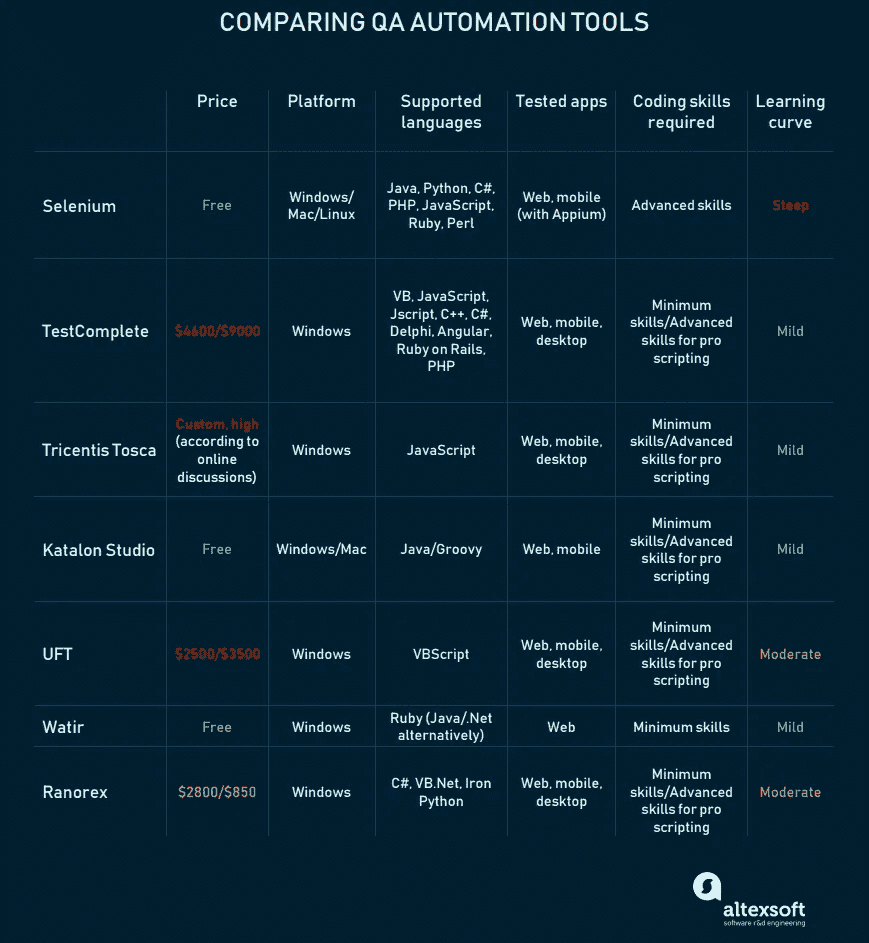 COMPARING QA AUTOMATION TOOLS
Price
Platform
Supported
languages
Tested apps
Coding skills
required
Learning
curve
Selenium
Free
Windows/
Mac/Linux
Java, Python, C#,
PHP, JavaScript,
Ruby, Perl
Web, mobile
(with Appium)
Advanced skills
Steep
TestComplete
$4600/$9000
Windows
VB, JavaScript,
Jscript, C++, C#,
Delphi, Angular,
Ruby on Rails,
PHP
Web, mobile,
desktop
Minimum
skills/Advanced
skills for pro
scripting
Mild
Tricentis Tosca
Custom, high
(according to
online
discussions)
Windows
JavaScript
Web, mobile,
desktop
Minimum
skills/Advanced
skills for pro
scripting
Mild
Katalon Studio
Free
Windows/Mac
Java/Groovy
Web, mobile
Minimum
skills/Advanced
skills for pro
scripting
Mild
UFT
$2500/$3500
Windows
VBScript
Web, mobile,
desktop
Minimum
skills/Advanced
skills for pro
scripting
Moderate
Watir
Free
Windows
Ruby (Java/.Net
alternatively)
Web
Minimum skills
Mild
Ranorex
$2800/$850
Windows
C#, VB.Net, Iron
Python
Web, mobile,
desktop
Minimum
skills/Advanced
skills for pro
scripting
Moderate
altexsoft
software r&d engineering